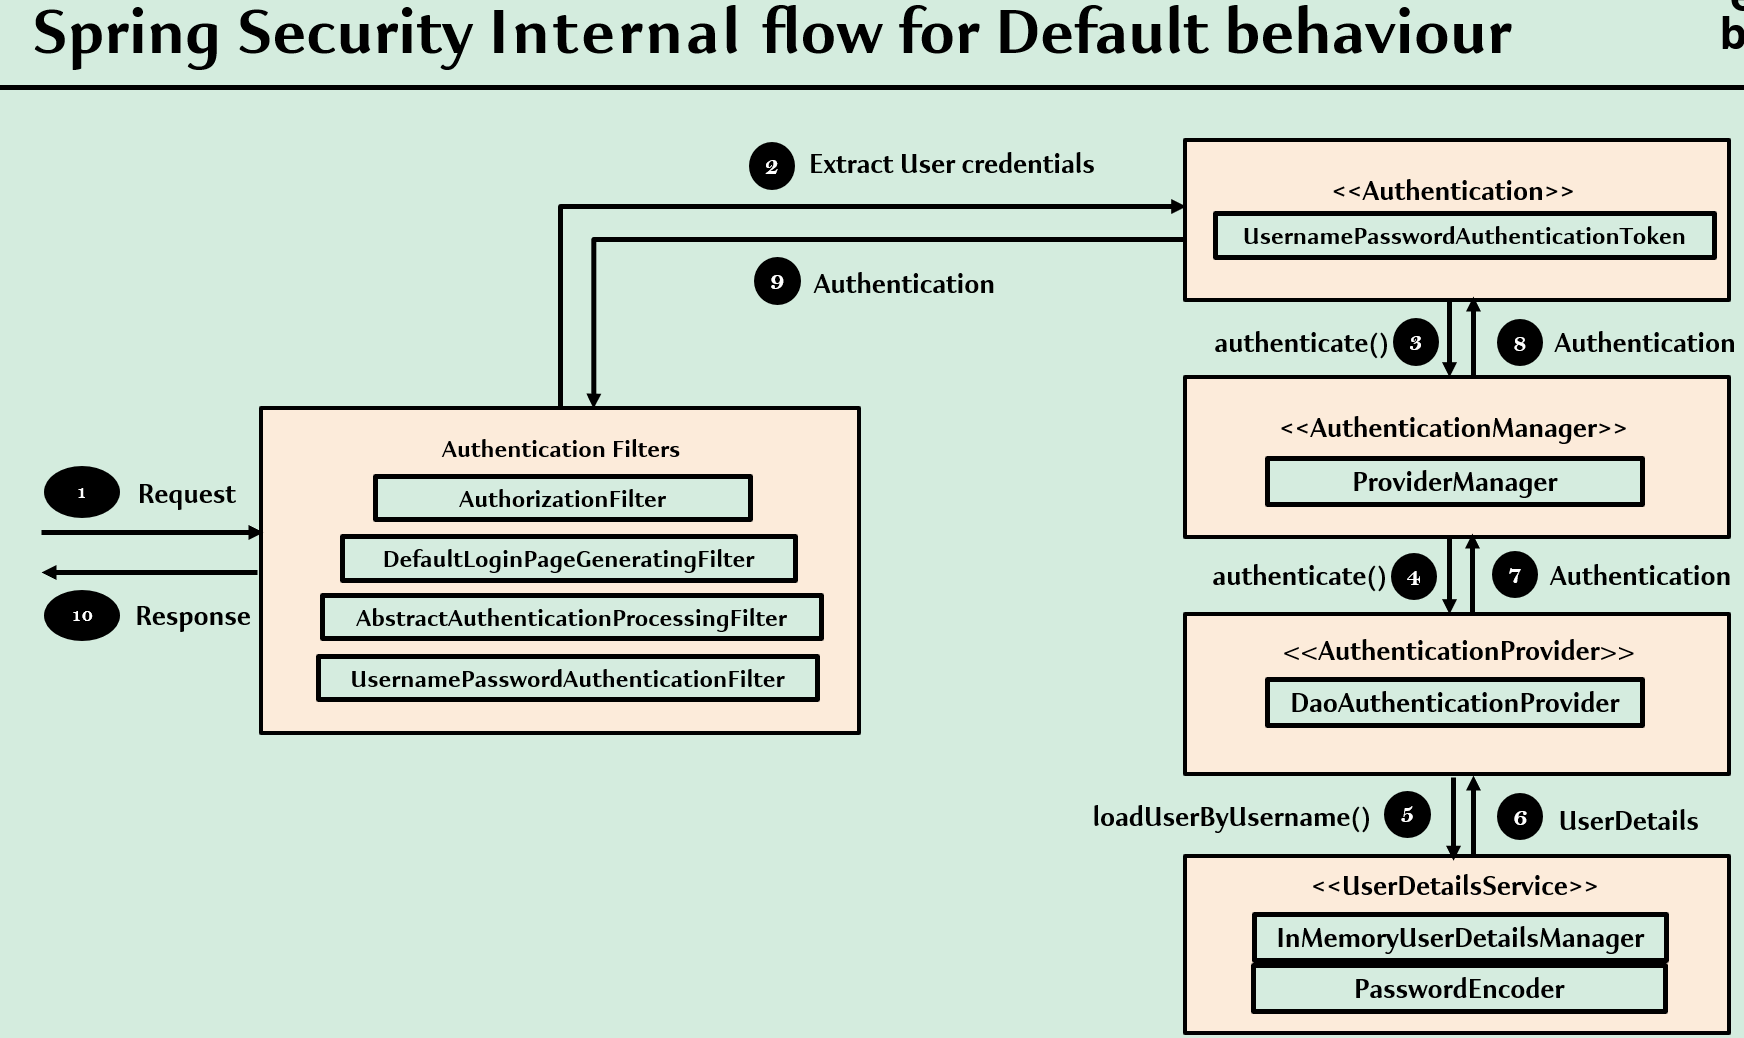 Spring Security Internal flow for Default behaviour
2 Extract User credentials
<<Authentication>>
UsernamePasswordAuthenticationToken
9 Authentication
authenticate() 3
8 Authentication
<<AuthenticationManager>>
ProviderManager
Authentication Filters
AuthorizationFilter
DefaultLoginPageGeneratingFilter
AbstractAuthenticationProcessingFilter
UsernamePasswordAuthenticationFilter
1 Request
10 Response
authenticate() 4
7 Authentication
<<AuthenticationProvider>>
DaoAuthenticationProvider
loadUserByUsername() 5
6 UserDetails
<<UserDetailsService>>
InMemoryUserDetailsManager
PasswordEncoder